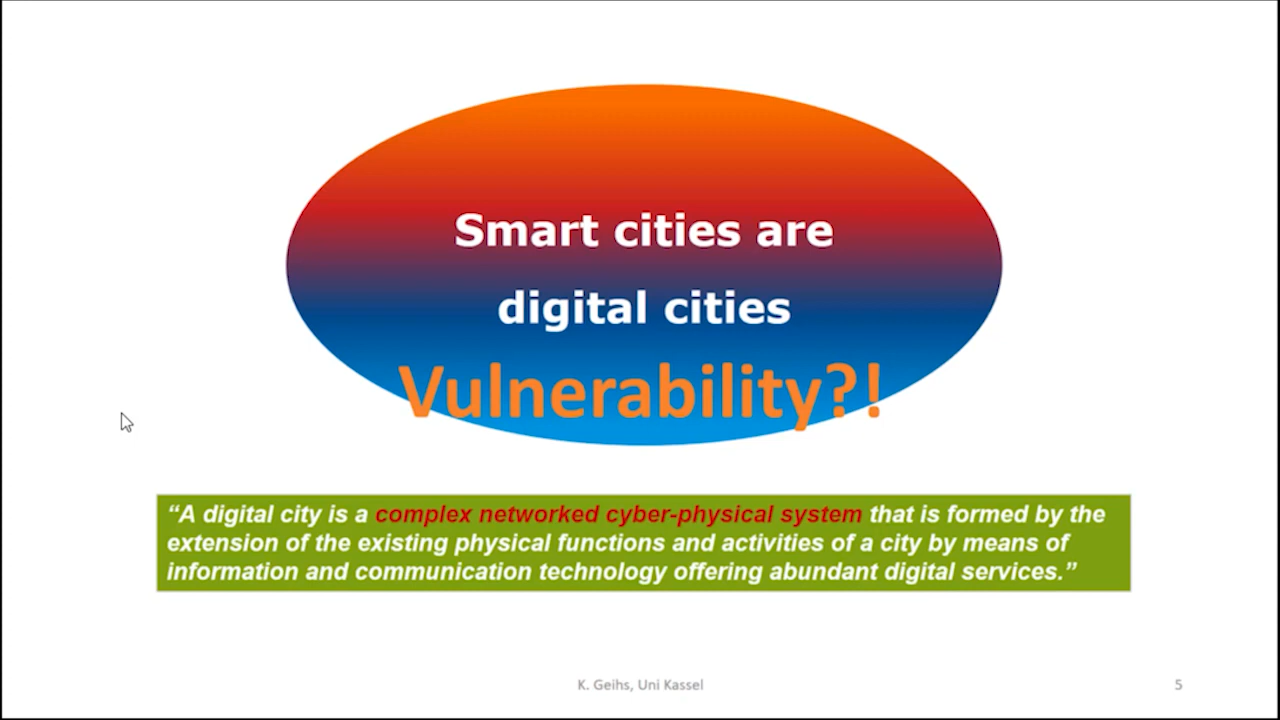 Smart cities are
digital cities
Vulnerability?!
“A digital city is a complex networked cyber-physical system that is formed by the
extension of the existing physical functions and activities of a city by means of
information and communication technology offering abundant digital services.”
K. Geihs, Uni Kassel
5